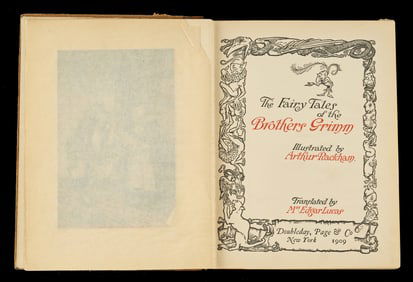 The Fairy Tales
of the
Brothers Grimm
Illustrated by
Arthur Rackham
Translated by
Mrs Edgar Lucas
Doubleday, Page & Co
New York 1909